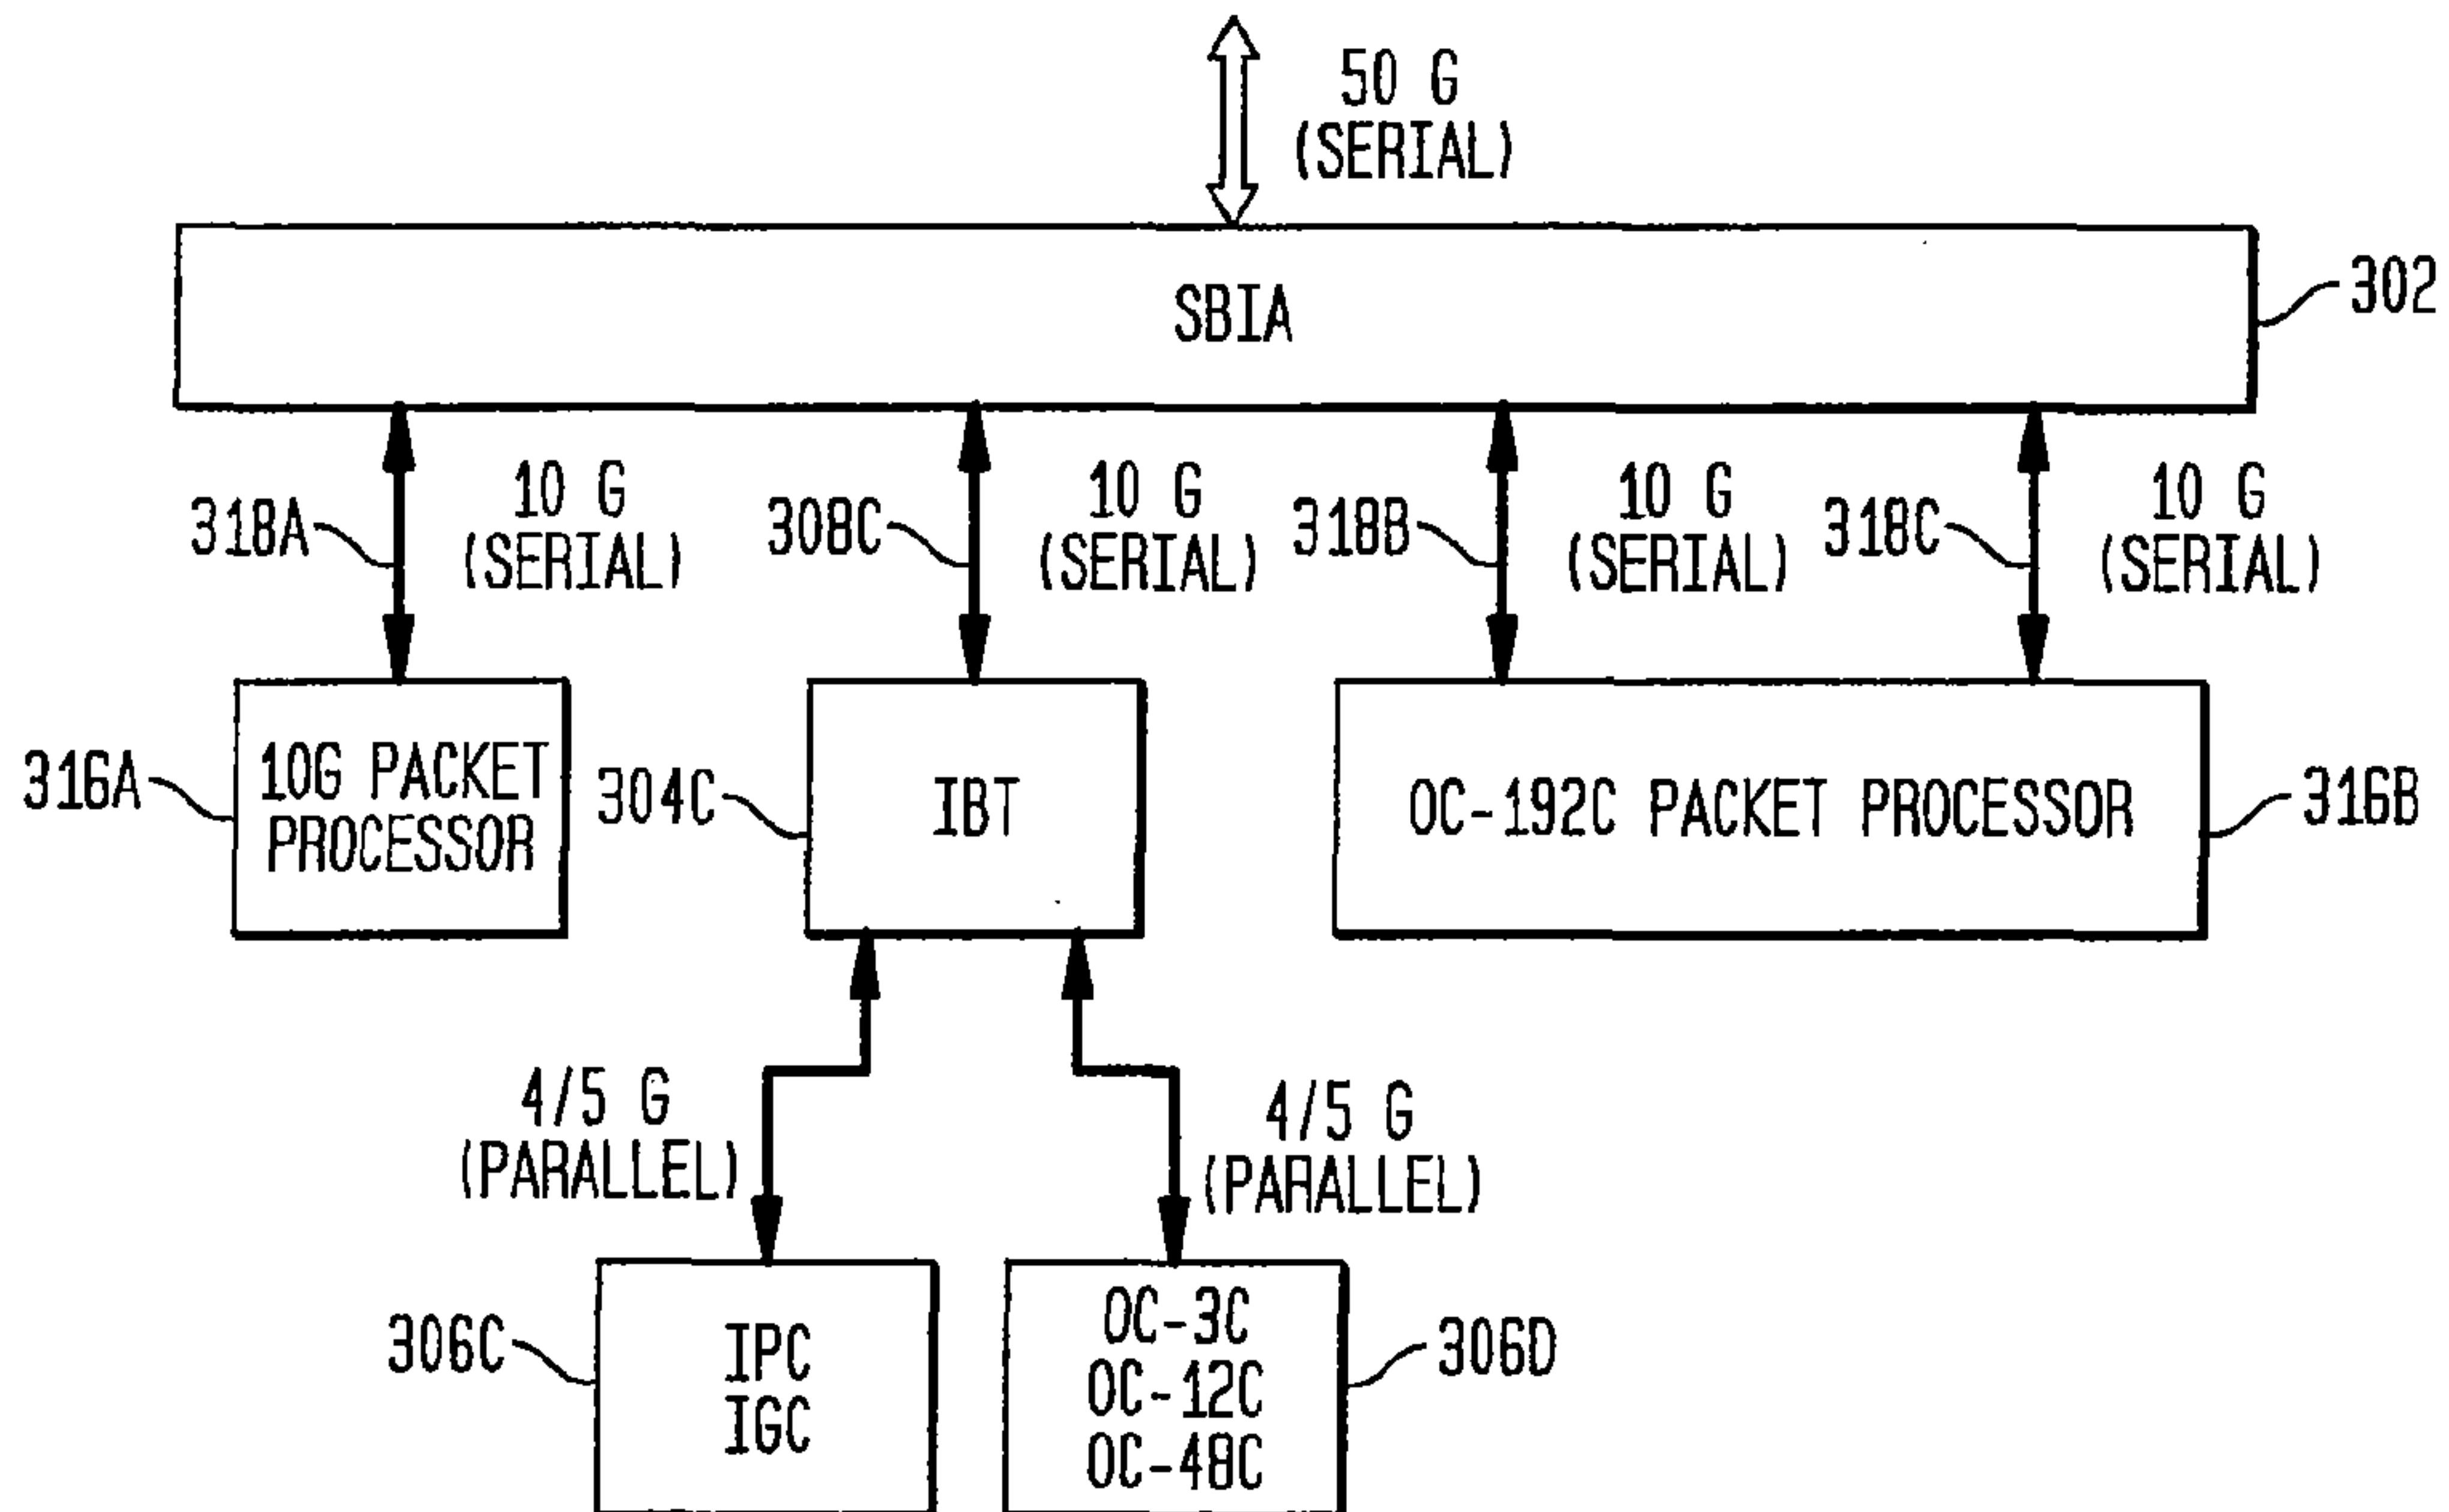 50 G
(SERIAL)
SBIA
302
318A
10 G
(SERIAL)
308C
10 G
(SERIAL)
318B
10 G
(SERIAL)
318C
10 G
(SERIAL)
316A
10G PACKET
PROCESSOR
304C
IBT
OC-192C PACKET PROCESSOR
316B
4/5 G
(PARALLEL)
4/5 G
(PARALLEL)
306C
IPC
IGC
OC-3C
OC-12C
OC-48C
306D